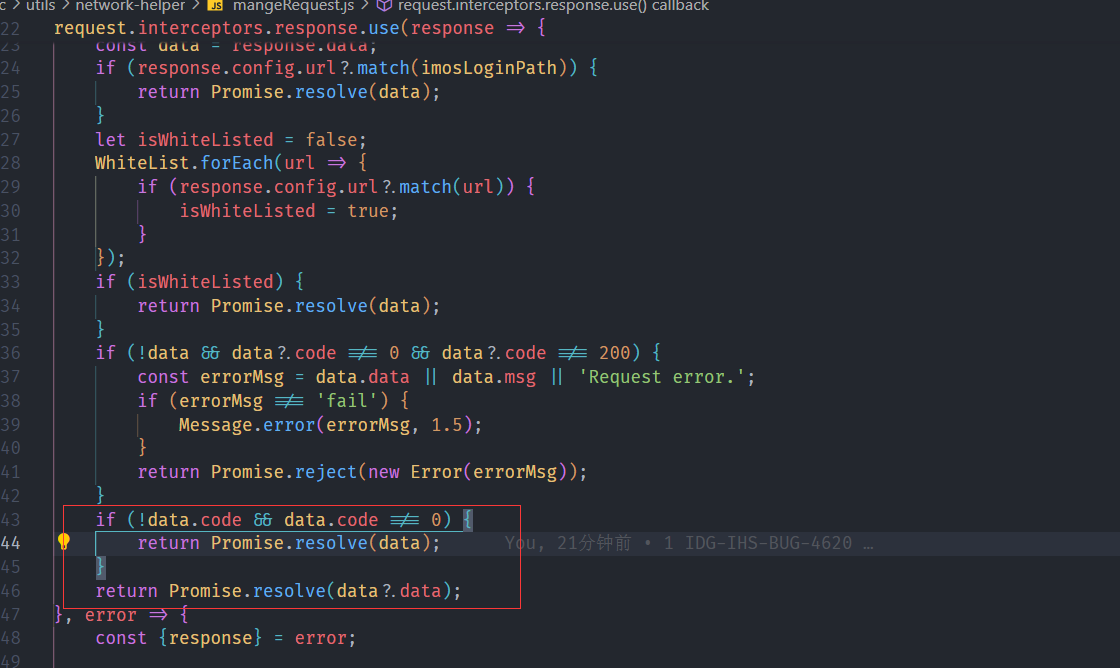 c > utils > network-helper > JS mangeRequest.js > request.interceptors.response.use() callback
22 request.interceptors.response.use(response => {
23 const data = response.data;
24 if (response.config.url?.match(imosLoginPath)) {
25 return Promise.resolve(data);
26 }
27 let isWhiteListed = false;
28 WhiteList.forEach(url => {
29 if (response.config.url?.match(url)) {
30 isWhiteListed = true;
31 }
32 });
33 if (isWhiteListed) {
34 return Promise.resolve(data);
35 }
36 if (!data && data?.code !== 0 && data?.code !== 200) {
37 const errorMsg = data.data || data.msg || 'Request error.';
38 if (errorMsg !== 'fail') {
39 Message.error(errorMsg, 1.5);
40 }
41 return Promise.reject(new Error(errorMsg));
42 }
43 if (!data.code && data.code !== 0) {
44 return Promise.resolve(data); You, 21分钟前 • 1 IDG-IHS-BUG-4620 …
45 }
46 return Promise.resolve(data?.data);
47 }, error => {
48 const {response} = error;
49